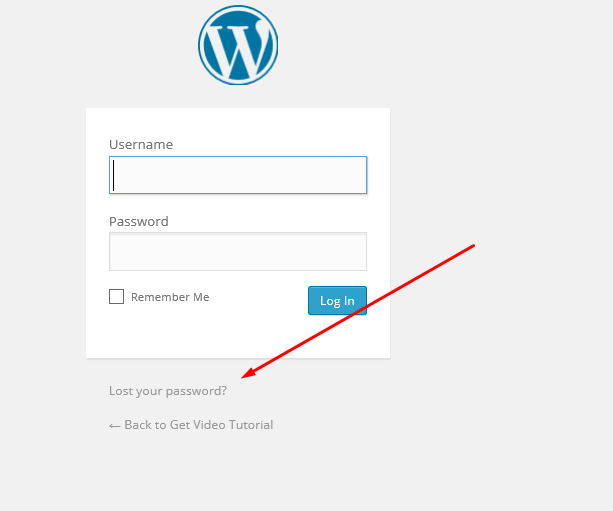 Username
Password
Remember Me
Log In
Lost your password?
← Back to Get Video Tutorial